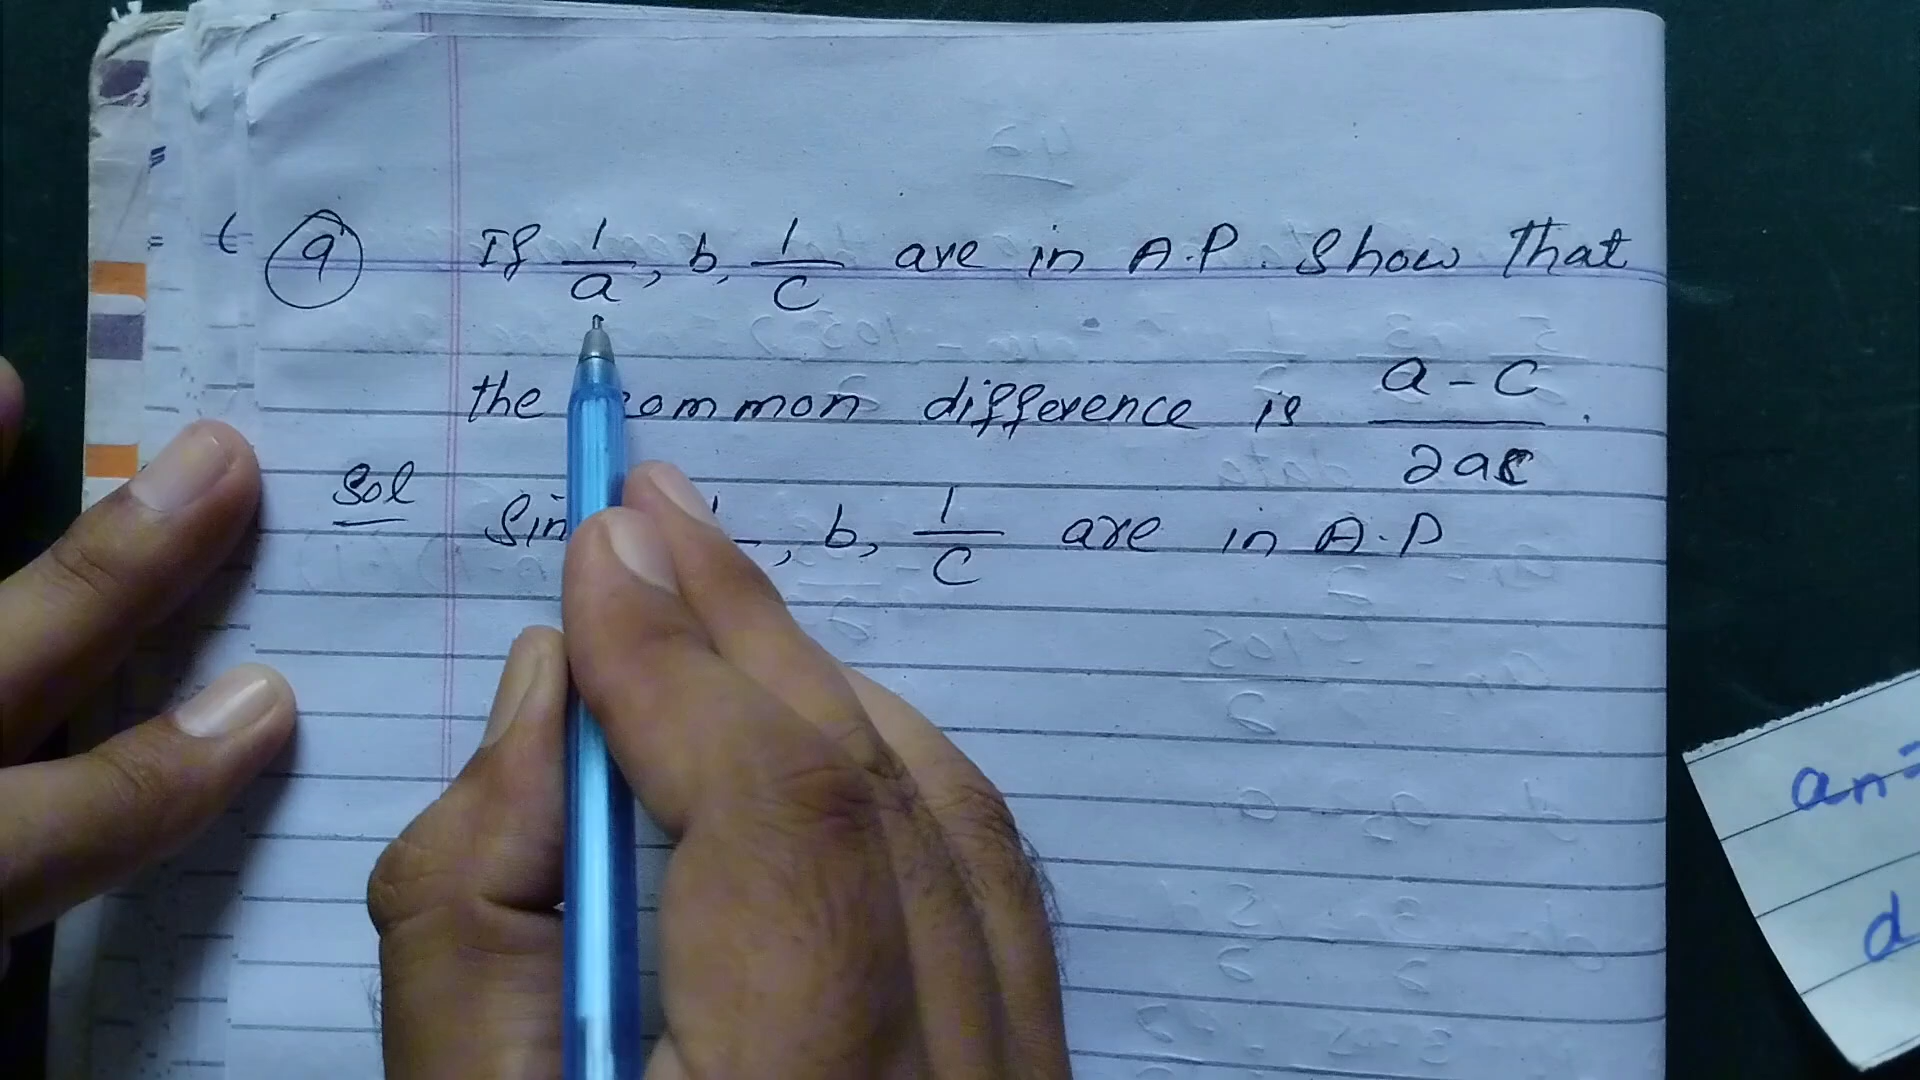 (9) If 1/a, b, 1/c are in A.P. Show that
the common difference is (a-c)/2ac.
Sol
b, 1/c are in A.P
an=
d